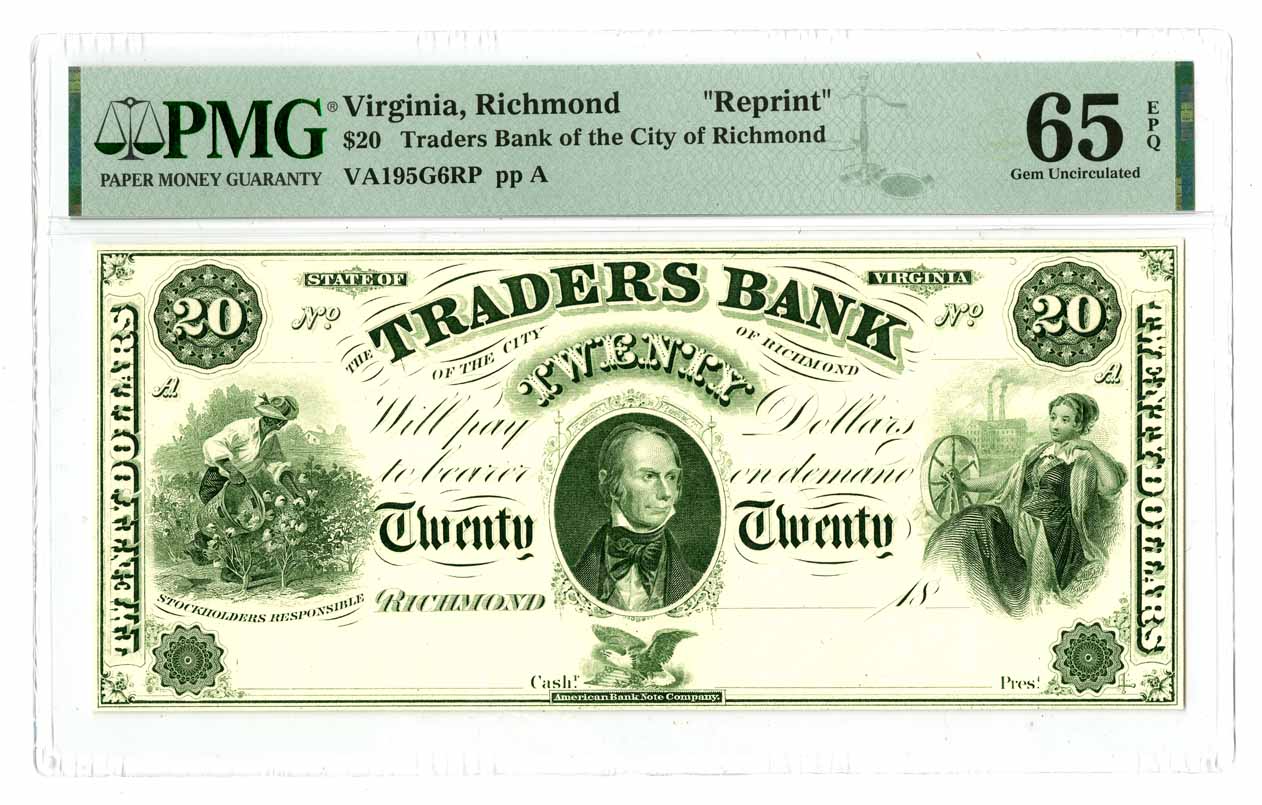 PMG®
PAPER MONEY GUARANTY
Virginia, Richmond "Reprint"
$20 Traders Bank of the City of Richmond
VA195G6RP pp A
65
EPQ
Gem Uncirculated
20
STATE OF
VIRGINIA
20
No
No
THE TRADERS BANK
OF THE CITY OF RICHMOND
TWENTY
A
A
Will pay Dollars
to bearer on demand
Twenty Twenty
STOCKHOLDERS RESPONSIBLE
RICHMOND
18
Cashr.
Prest.
American Bank Note Company.
TWENTY DOLLARS
TWENTY DOLLARS